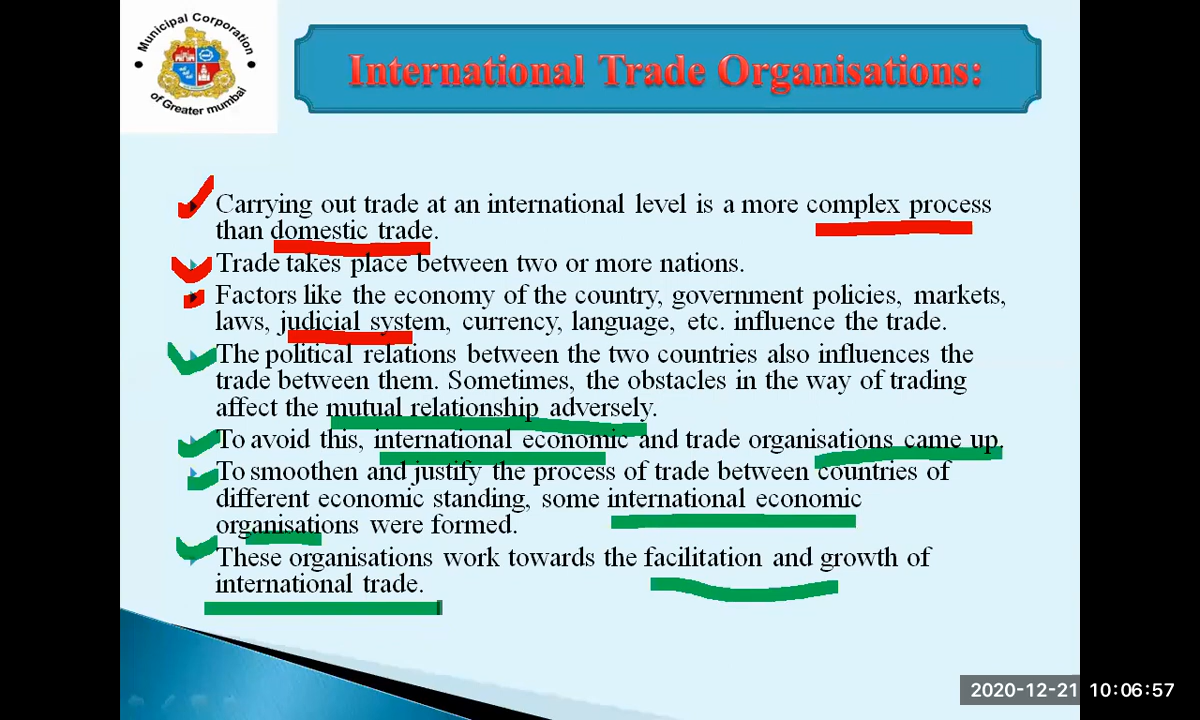 Municipal Corporation
of Greater mumbai
International Trade Organisations:
Carrying out trade at an international level is a more complex process
than domestic trade.
Trade takes place between two or more nations.
Factors like the economy of the country, government policies, markets,
laws, judicial system, currency, language, etc. influence the trade.
The political relations between the two countries also influences the
trade between them. Sometimes, the obstacles in the way of trading
affect the mutual relationship adversely.
To avoid this, international economic and trade organisations came up.
To smoothen and justify the process of trade between countries of
different economic standing, some international economic
organisations were formed.
These organisations work towards the facilitation and growth of
international trade.
2020-12-21 10:06:57